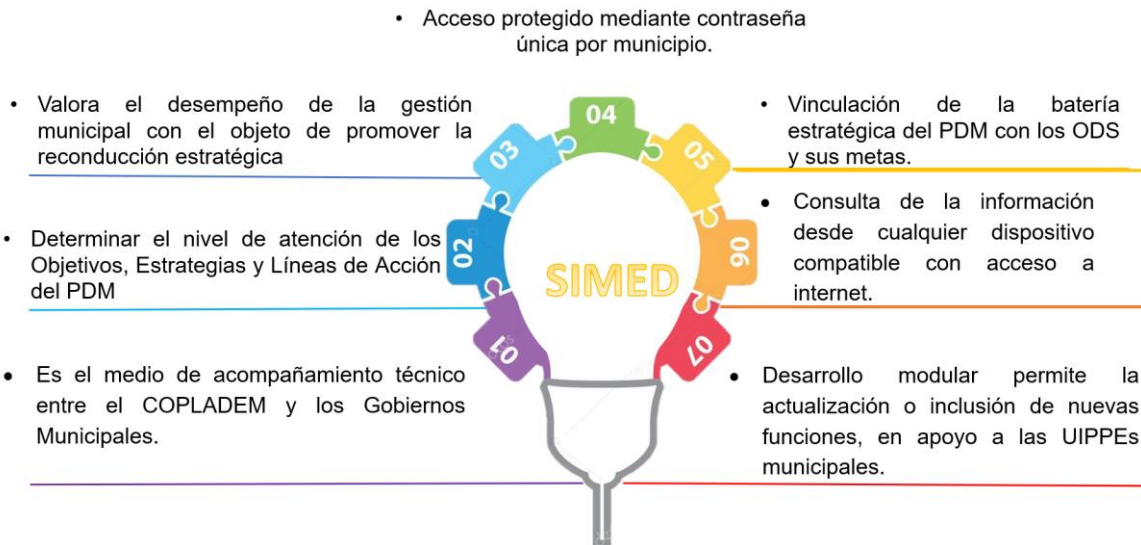 • Acceso protegido mediante contraseña
única por municipio.
• Valora el desempeño de la gestión
municipal con el objeto de promover la
reconducción estratégica
• Determinar el nivel de atención de los
Objetivos, Estrategias y Líneas de Acción
del PDM
• Es el medio de acompañamiento técnico
entre el COPLADEM y los Gobiernos
Municipales.
04
03
05
02
06
01
07
SIMED
• Vinculación de la batería
estratégica del PDM con los ODS
y sus metas.
• Consulta de la información
desde cualquier dispositivo
compatible con acceso a
internet.
• Desarrollo modular permite la
actualización o inclusión de nuevas
funciones, en apoyo a las UIPPEs
municipales.